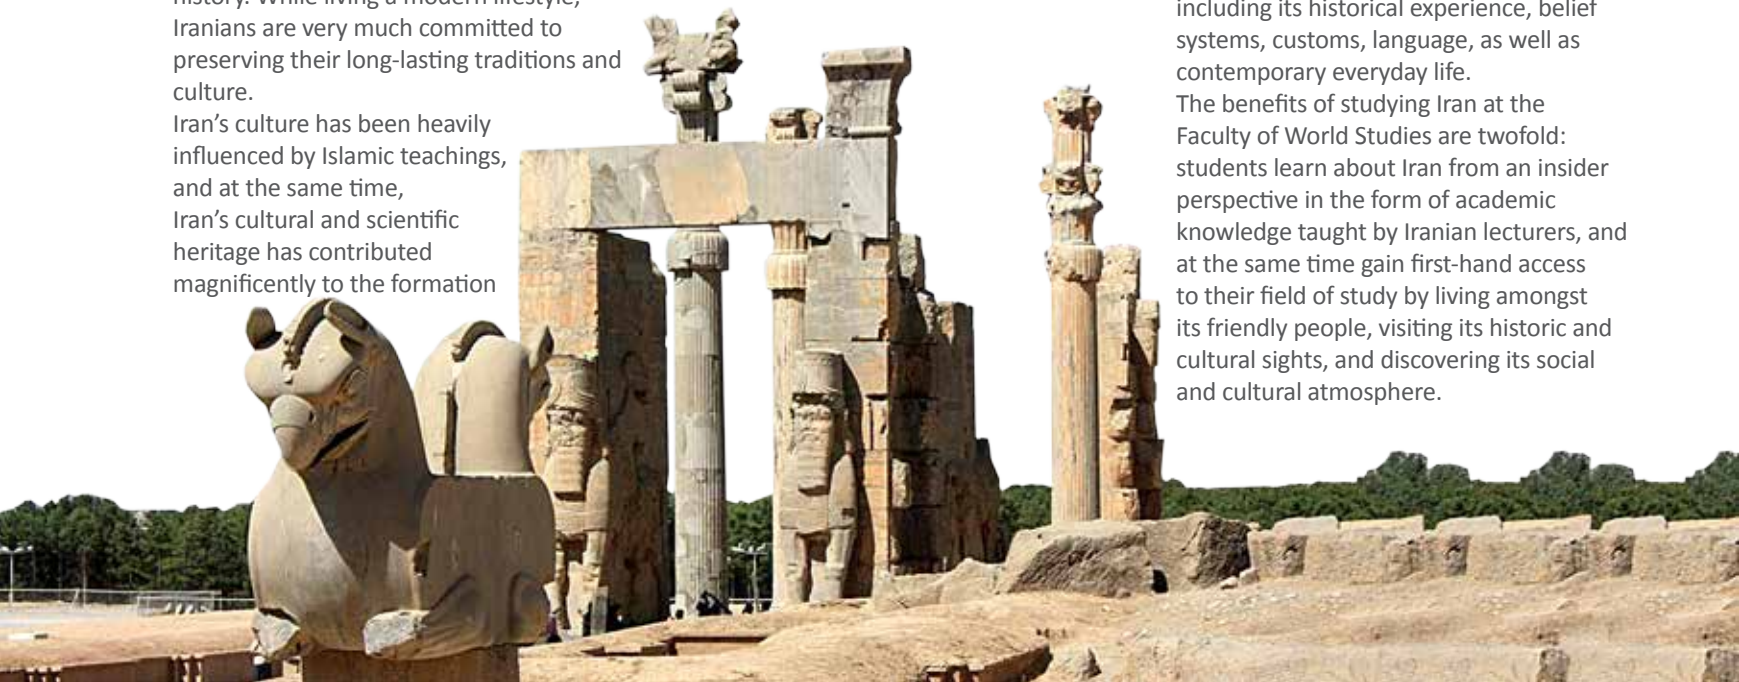 history. While living a modern lifestyle,
Iranians are very much committed to
preserving their long-lasting traditions and
culture.
Iran's culture has been heavily
influenced by Islamic teachings,
and at the same time,
Iran's cultural and scientific
heritage has contributed
magnificently to the formation
including its historical experience, belief
systems, customs, language, as well as
contemporary everyday life.
The benefits of studying Iran at the
Faculty of World Studies are twofold:
students learn about Iran from an insider
perspective in the form of academic
knowledge taught by Iranian lecturers, and
at the same time gain first-hand access
to their field of study by living amongst
its friendly people, visiting its historic and
cultural sights, and discovering its social
and cultural atmosphere.